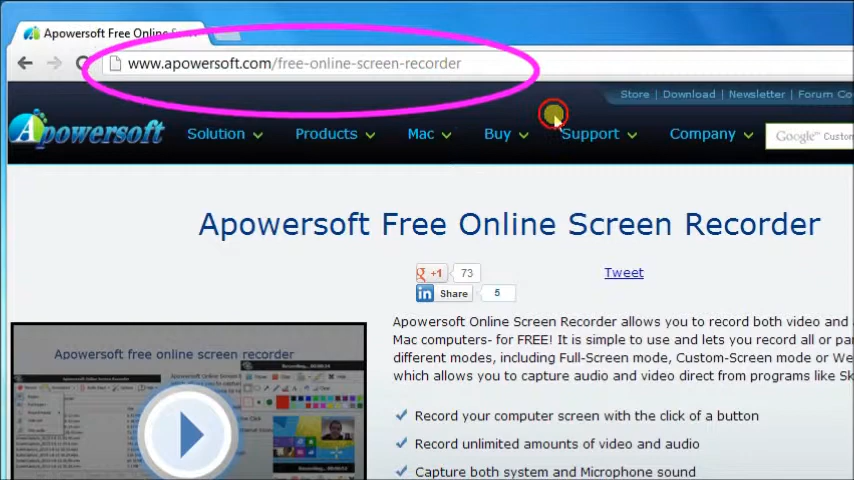 Apowersoft Free Online
www.apowersoft.com/free-online-screen-recorder
Store | Download | Newsletter | Forum Co
Apowersoft Solution Products Mac Buy Support Company Google Custom
Apowersoft Free Online Screen Recorder
g +1 73 Tweet
in Share 5
Apowersoft Online Screen Recorder allows you to record both video and
Mac computers- for FREE! It is simple to use and lets you record all or pa
different modes, including Full-Screen mode, Custom-Screen mode or We
which allows you to capture audio and video direct from programs like Sk
Apowersoft free online screen recorder
Record your computer screen with the click of a button
Record unlimited amounts of video and audio
Capture both system and Microphone sound